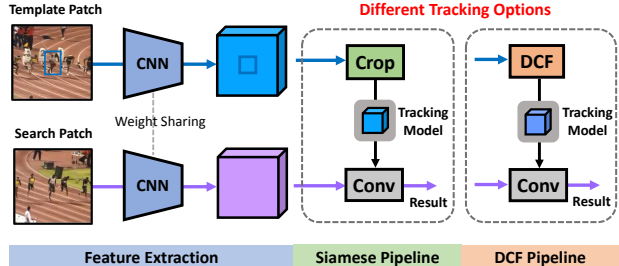 Template Patch
Different Tracking Options
CNN
Crop
DCF
Weight Sharing
Tracking
Model
Tracking
Model
Search Patch
CNN
Conv
Result
Conv
Result
Feature Extraction
Siamese Pipeline
DCF Pipeline